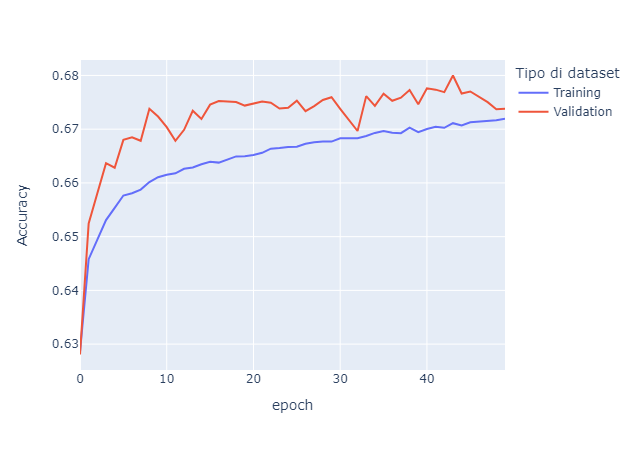 0.68
0.67
0.66
0.65
0.64
0.63
Accuracy
0 10 20 30 40
epoch
Tipo di dataset
Training
Validation